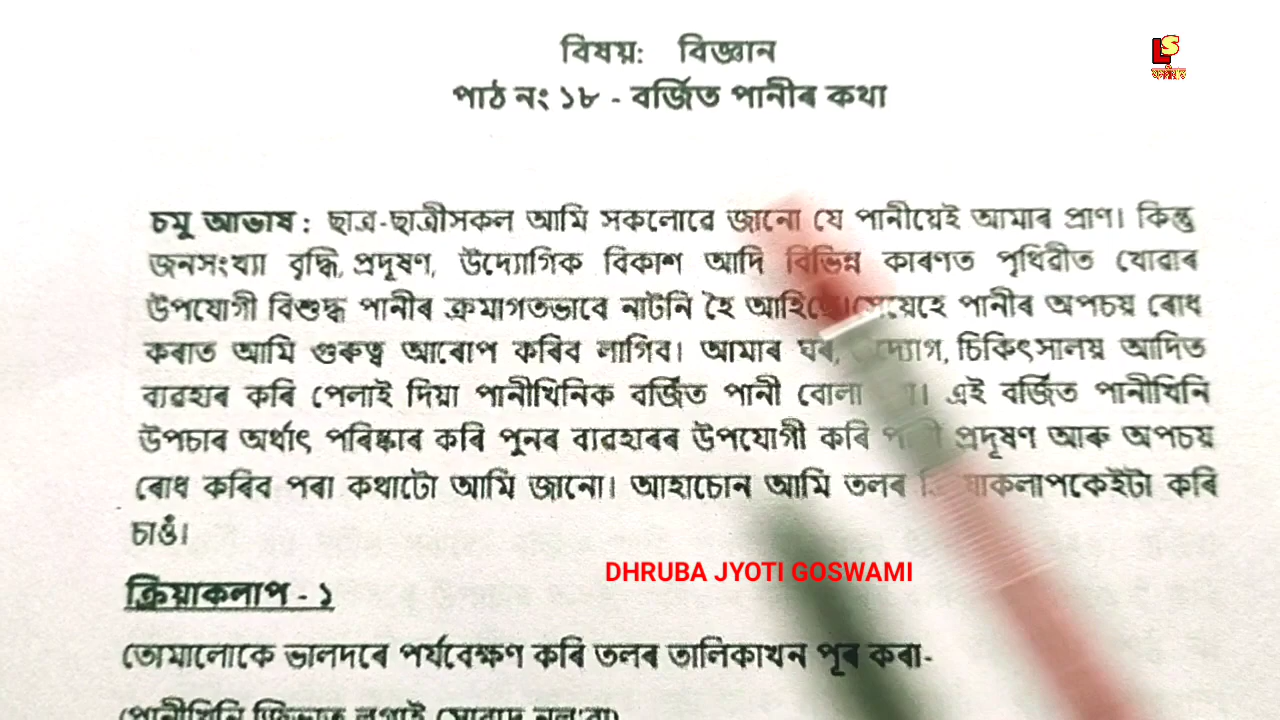 বিষয়: বিজ্ঞান
পাঠ নং ১৮ - বৰ্জিত পানীৰ কথা
চমু আভাষ : ছাত্ৰ-ছাত্ৰীসকল আমি সকলোৱে জানো যে পানীয়েই আমাৰ প্ৰাণ। কিন্তু
জনসংখ্যা বৃদ্ধি, প্ৰদূষণ, উদ্যোগিক বিকাশ আদি বিভিন্ন কাৰণত পৃথিৱীত খোৱাৰ
উপযোগী বিশুদ্ধ পানীৰ ক্ৰমাগতভাবে নাটনি হৈ পানীৰ অপচয় ৰোধ
কৰাত আমি গুৰুত্ব আৰোপ কৰিব লাগিব। আমাৰ ঘৰ, চিকিৎসালয় আদিত
ব্যৱহাৰ কৰি পেলাই দিয়া পানীখিনিক বৰ্জিত পানী বোলা এই বৰ্জিত পানীখিনি
উপচাৰ অৰ্থাৎ পৰিষ্কাৰ কৰি পুনৰ ব্যৱহাৰৰ উপযোগী কৰি প্ৰদূষণ আৰু অপচয়
ৰোধ কৰিব পৰা কথাটো আমি জানো। আহাচোন আমি তলৰ কৰি
চাওঁ।
DHRUBA JYOTI GOSWAMI
ক্ৰিয়াকলাপ - ১
তোমালোকে ভালদৰে পৰ্যবেক্ষণ কৰি তলৰ তালিকাখন পূৰ কৰা-